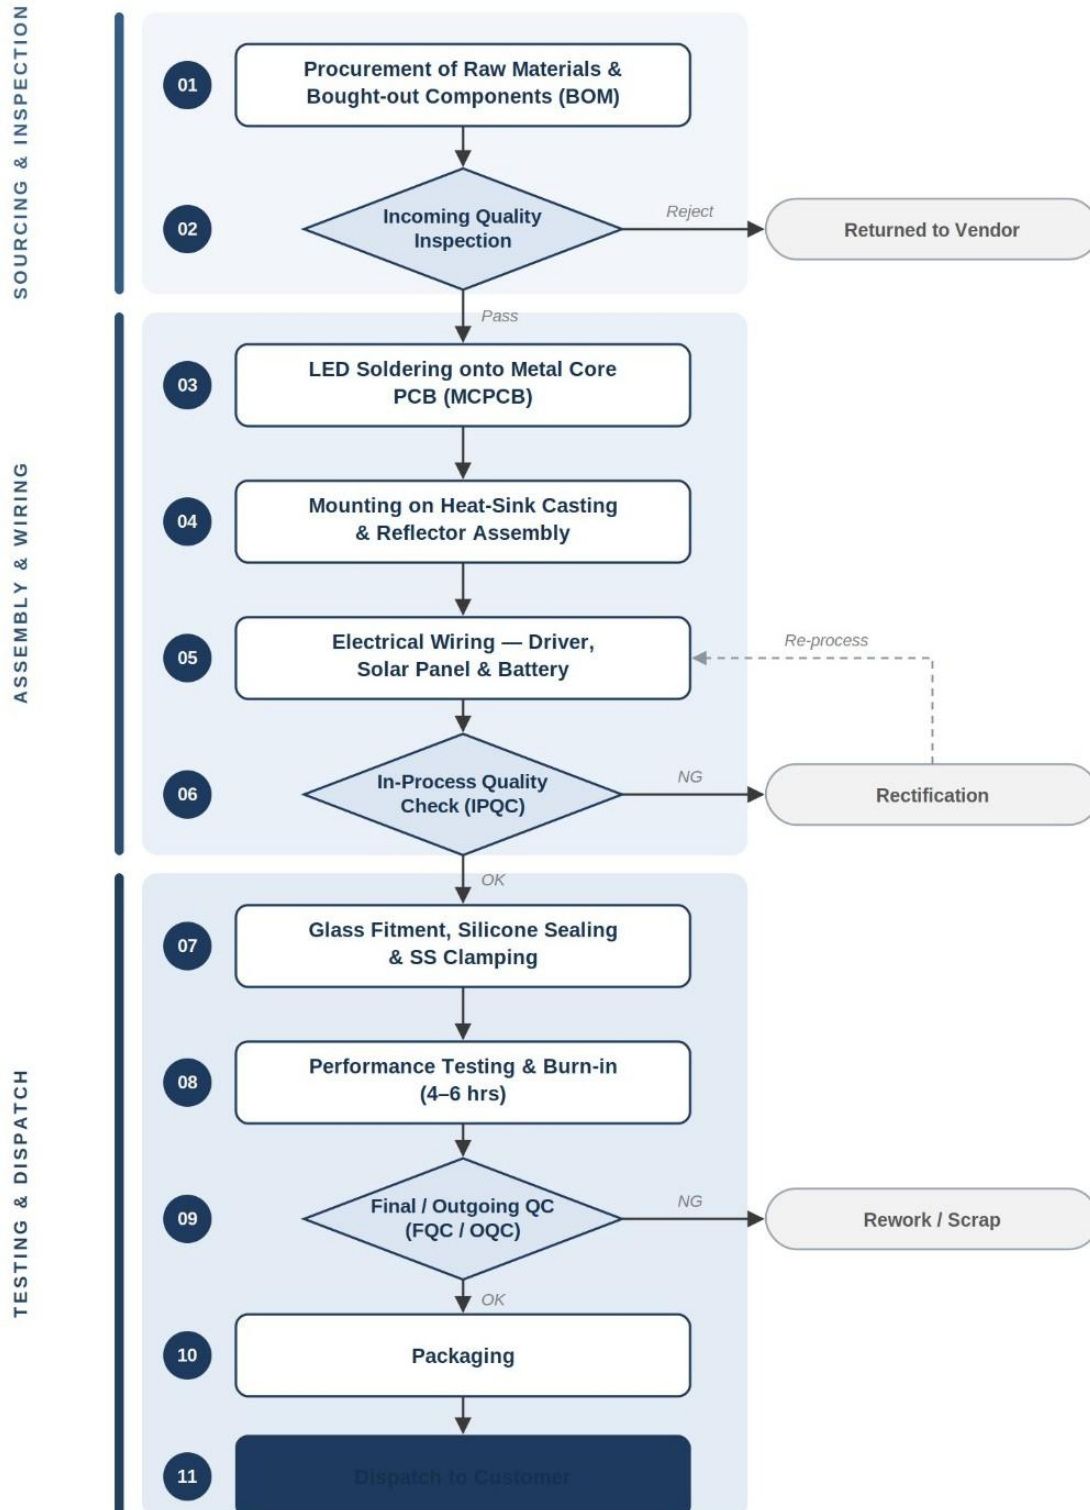 SOURCING & INSPECTION
01
Procurement of Raw Materials &
Bought-out Components (BOM)
02
Incoming Quality
Inspection
Reject
Returned to Vendor
Pass
ASSEMBLY & WIRING
03
LED Soldering onto Metal Core
PCB (MCPCB)
04
Mounting on Heat-Sink Casting
& Reflector Assembly
05
Electrical Wiring — Driver,
Solar Panel & Battery
Re-process
06
In-Process Quality
Check (IPQC)
NG
Rectification
OK
TESTING & DISPATCH
07
Glass Fitment, Silicone Sealing
& SS Clamping
08
Performance Testing & Burn-in
(4–6 hrs)
09
Final / Outgoing QC
(FQC / OQC)
NG
Rework / Scrap
OK
10
Packaging
11
Dispatch to Customer